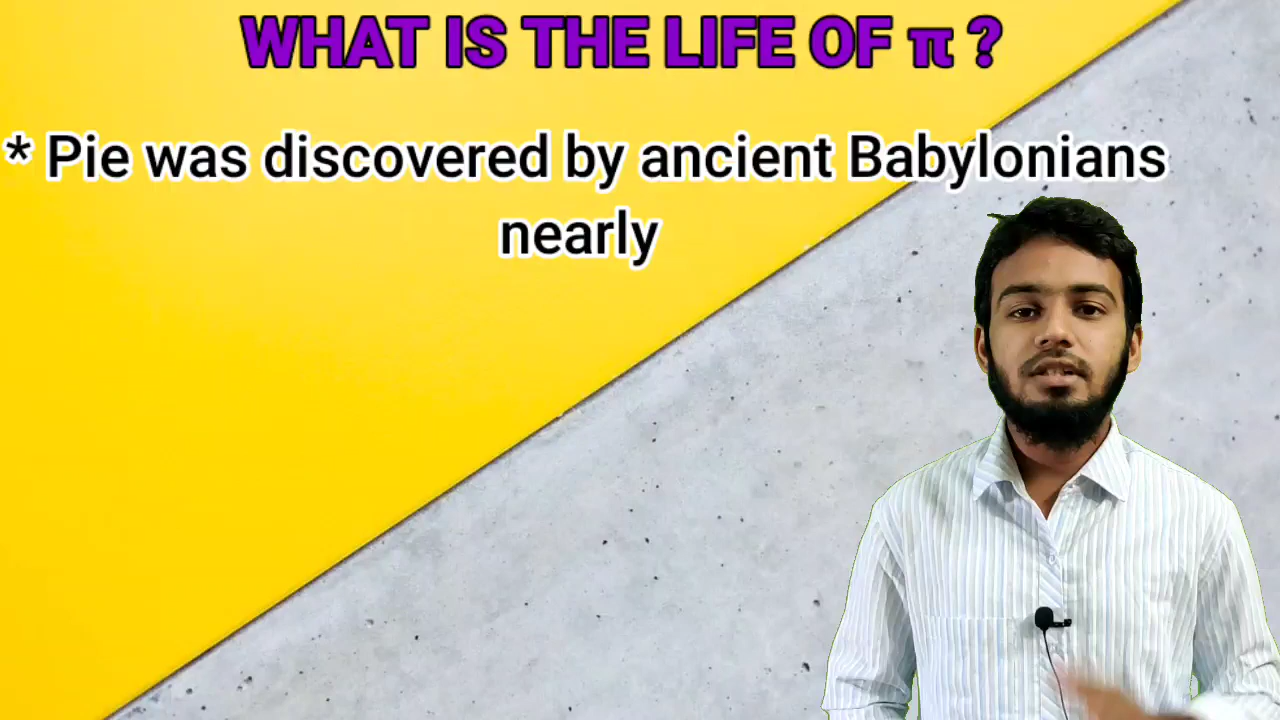 WHAT IS THE LIFE OF π ?
* Pie was discovered by ancient Babylonians
nearly